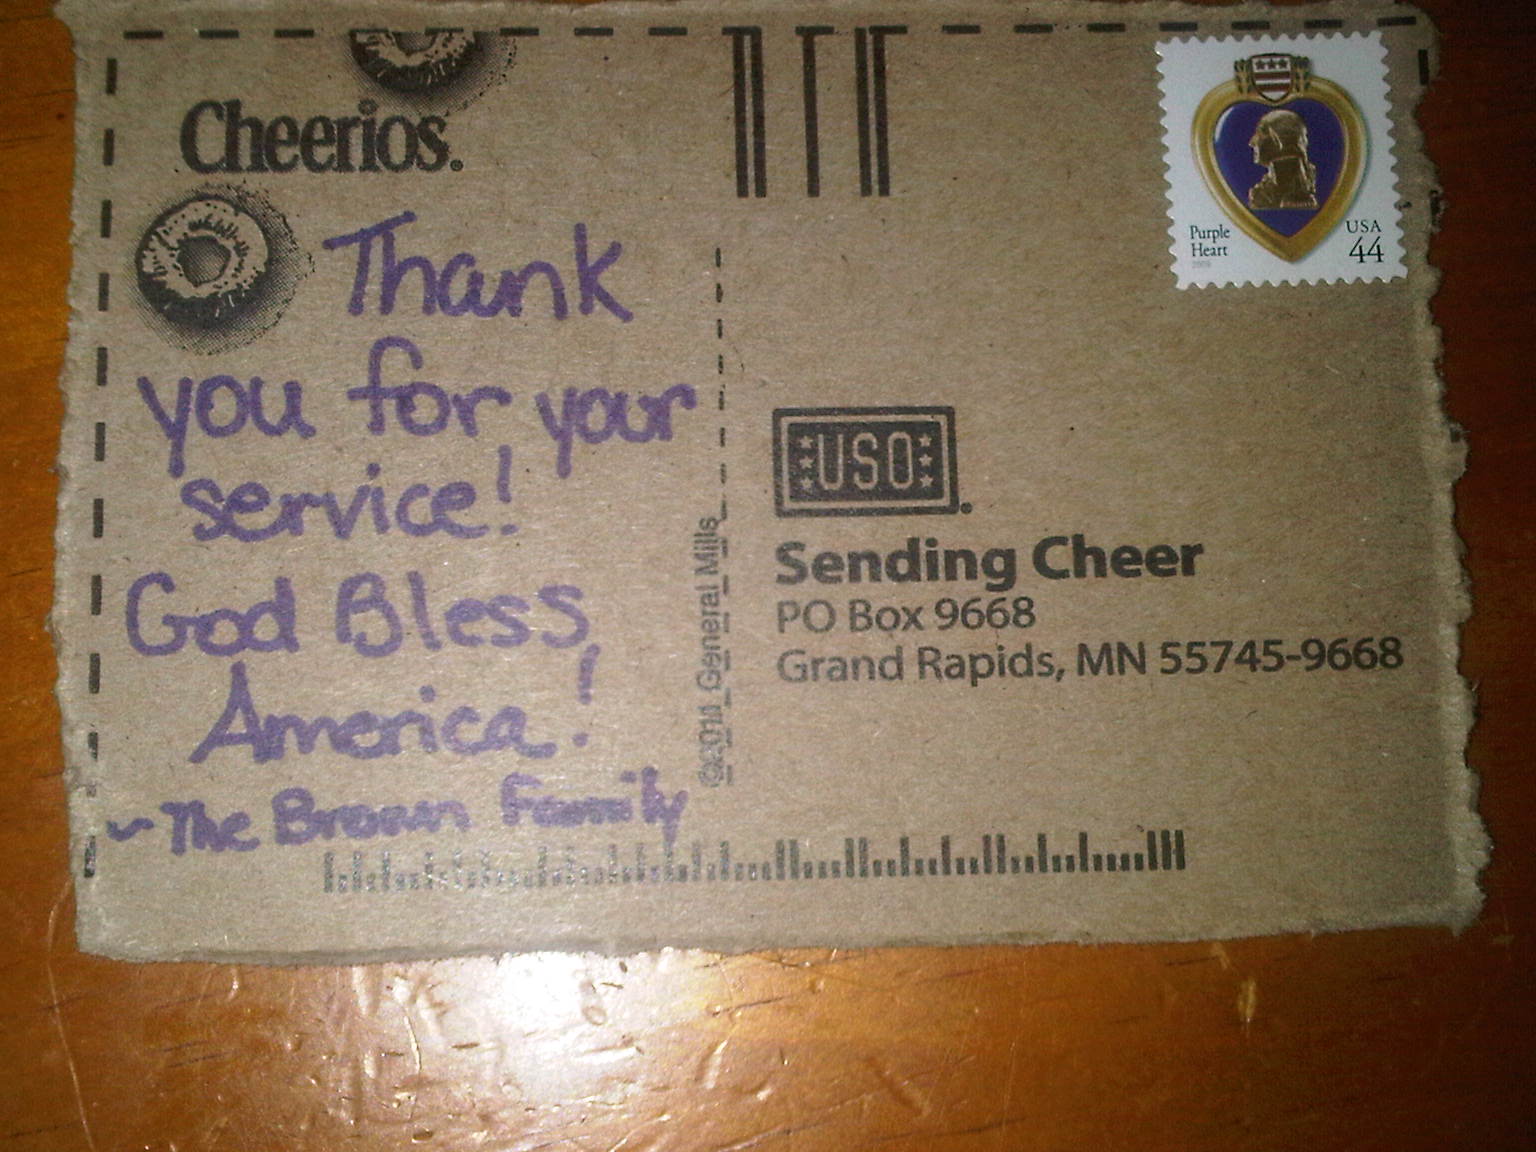 Cheerios®
Thank
you for your
service!
God Bless
America!
~The Brown Family
©2011 General Mills
Purple
Heart
2009
USA
44
USO®
Sending Cheer
PO Box 9668
Grand Rapids, MN 55745-9668